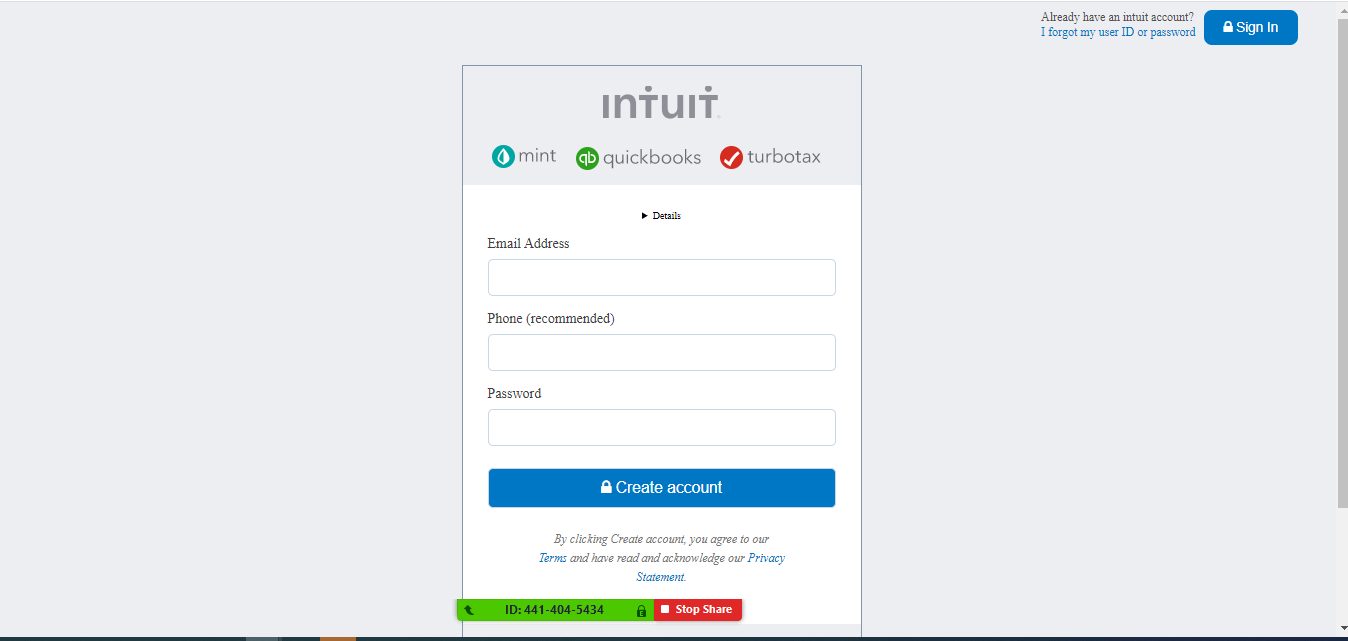 Already have an intuit account?
I forgot my user ID or password
Sign In
intuit
mint
qb quickbooks
turbotax
Details
Email Address
Phone (recommended)
Password
Create account
By clicking Create account, you agree to our
Terms and have read and acknowledge our Privacy
Statement.
ID: 441-404-5434
Stop Share